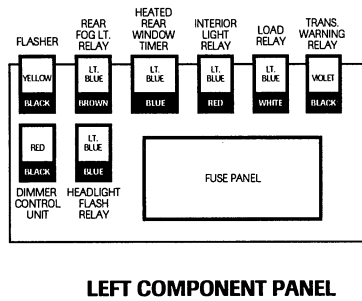 FLASHER
REAR
FOG LT.
RELAY
HEATED
REAR
WINDOW
TIMER
INTERIOR
LIGHT
RELAY
LOAD
RELAY
TRANS.
WARNING
RELAY
YELLOW
BLACK
LT.
BLUE
BROWN
LT.
BLUE
BLUE
LT.
BLUE
RED
LT.
BLUE
WHITE
VIOLET
BLACK
RED
BLACK
DIMMER
CONTROL
UNIT
LT.
BLUE
BLUE
HEADLIGHT
FLASH
RELAY
FUSE PANEL
LEFT COMPONENT PANEL